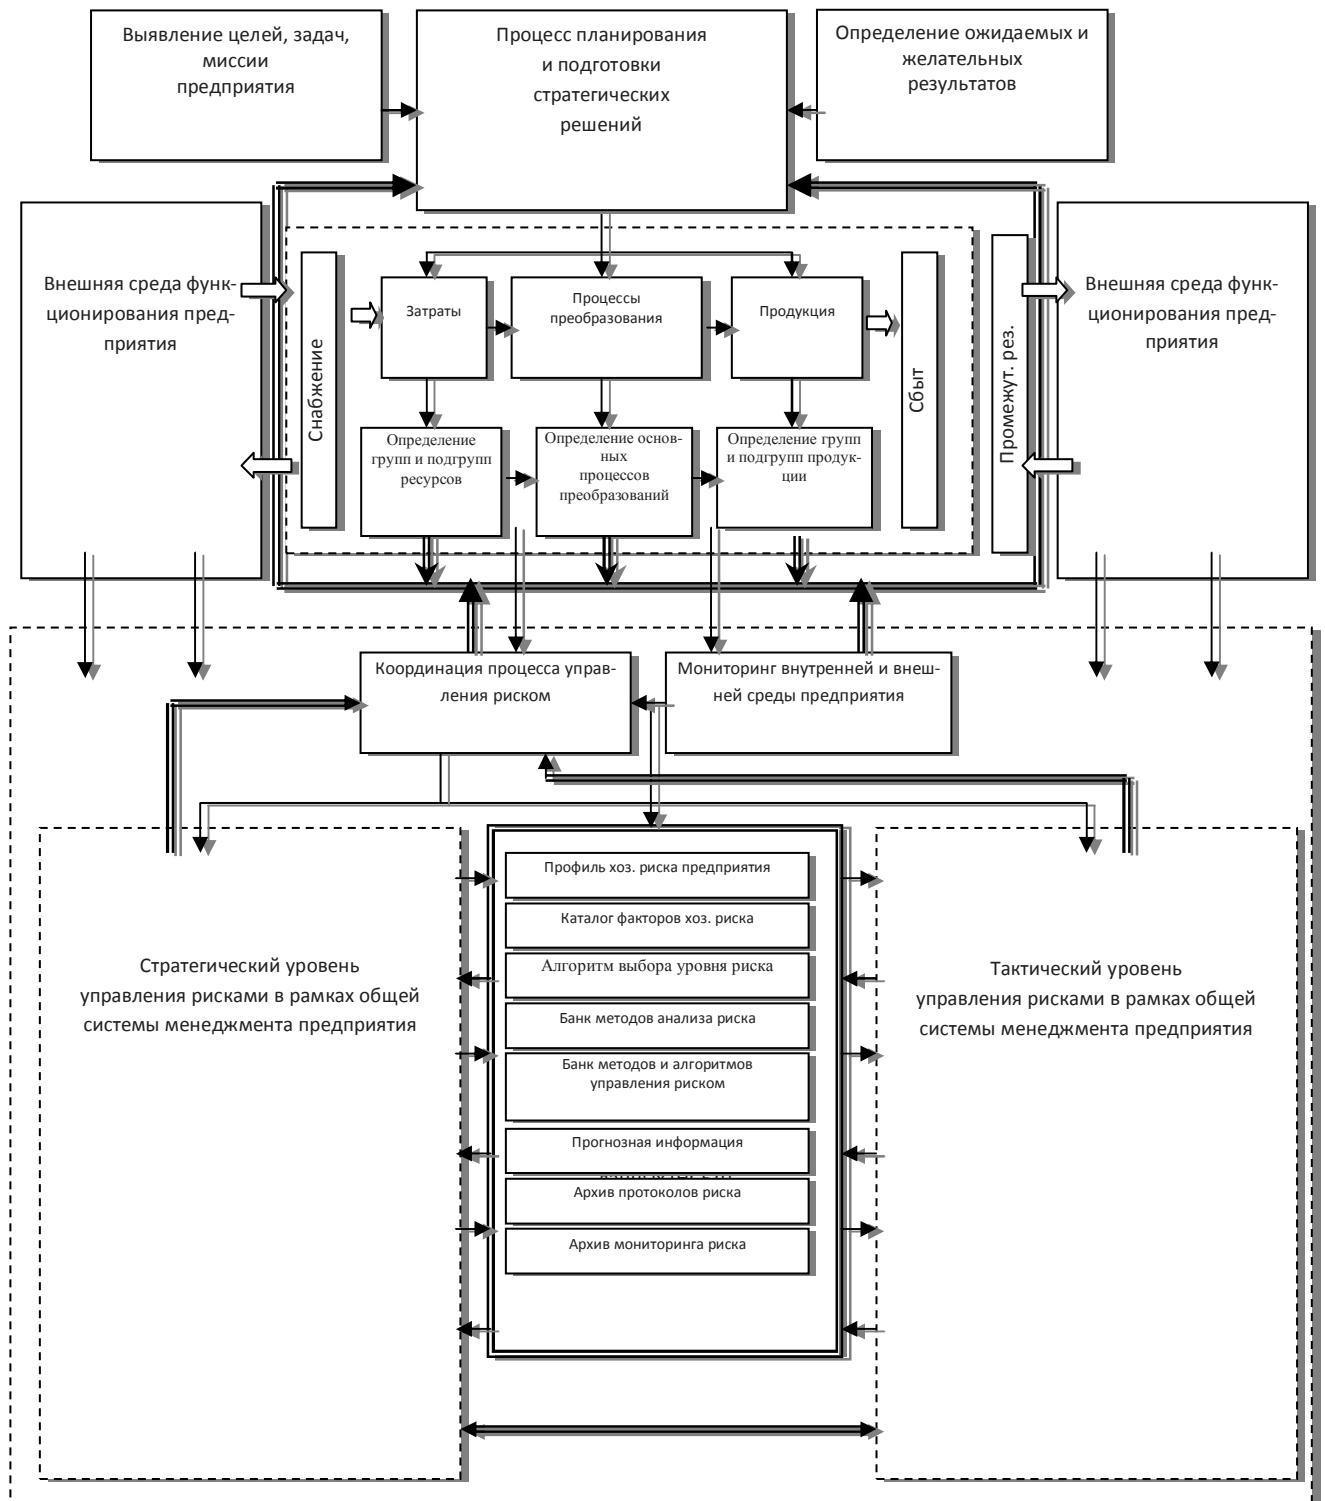 Выявление целей, задач,
миссии
предприятия
Процесс планирования
и подготовки
стратегических
решений
Определение ожидаемых и
желательных
результатов
Внешняя среда функ-
ционирования пред-
приятия
Снабжение
Затраты
Процессы
преобразования
Продукция
Сбыт
Промежут. рез.
Внешняя среда функ-
ционирования пред-
приятия
Определение
групп и подгрупп
ресурсов
Определение основ-
ных
процессов
преобразований
Определение групп
и подгрупп продук-
ции
Координация процесса управ-
ления риском
Мониторинг внутренней и внеш-
ней среды предприятия
Стратегический уровень
управления рисками в рамках общей
системы менеджмента предприятия
Профиль хоз. риска предприятия
Каталог факторов хоз. риска
Алгоритм выбора уровня риска
Банк методов анализа риска
Банк методов и алгоритмов
управления риском
Прогнозная информация
Архив протоколов риска
Архив мониторинга риска
Тактический уровень
управления рисками в рамках общей
системы менеджмента предприятия